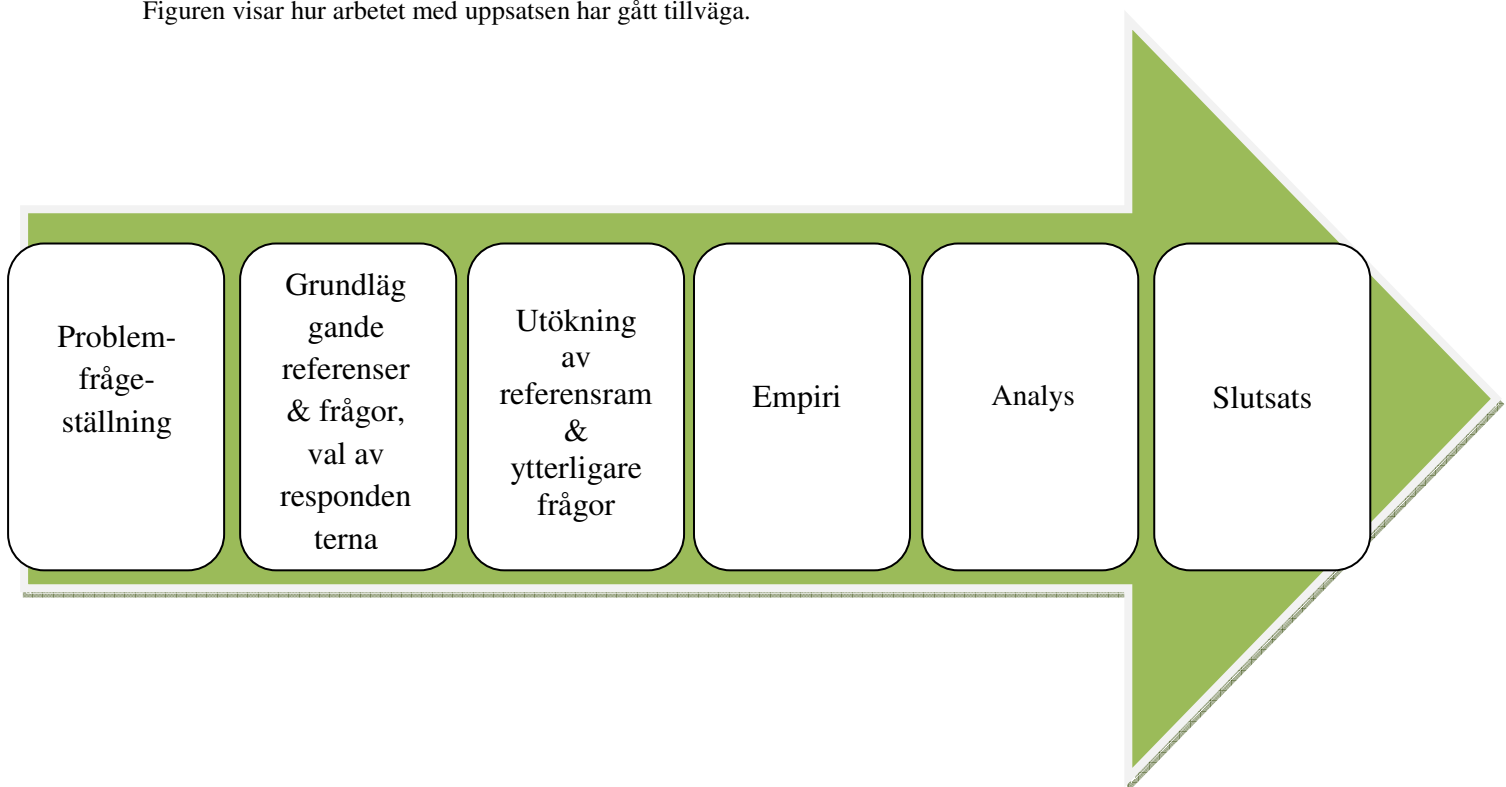 Figuren visar hur arbetet med uppsatsen har gått tillväga.
Problem-
fråge-
ställning
Grundläg
gande
referenser
& frågor,
val av
responden
terna
Utökning
av
referensram
&
ytterligare
frågor
Empiri
Analys
Slutsats